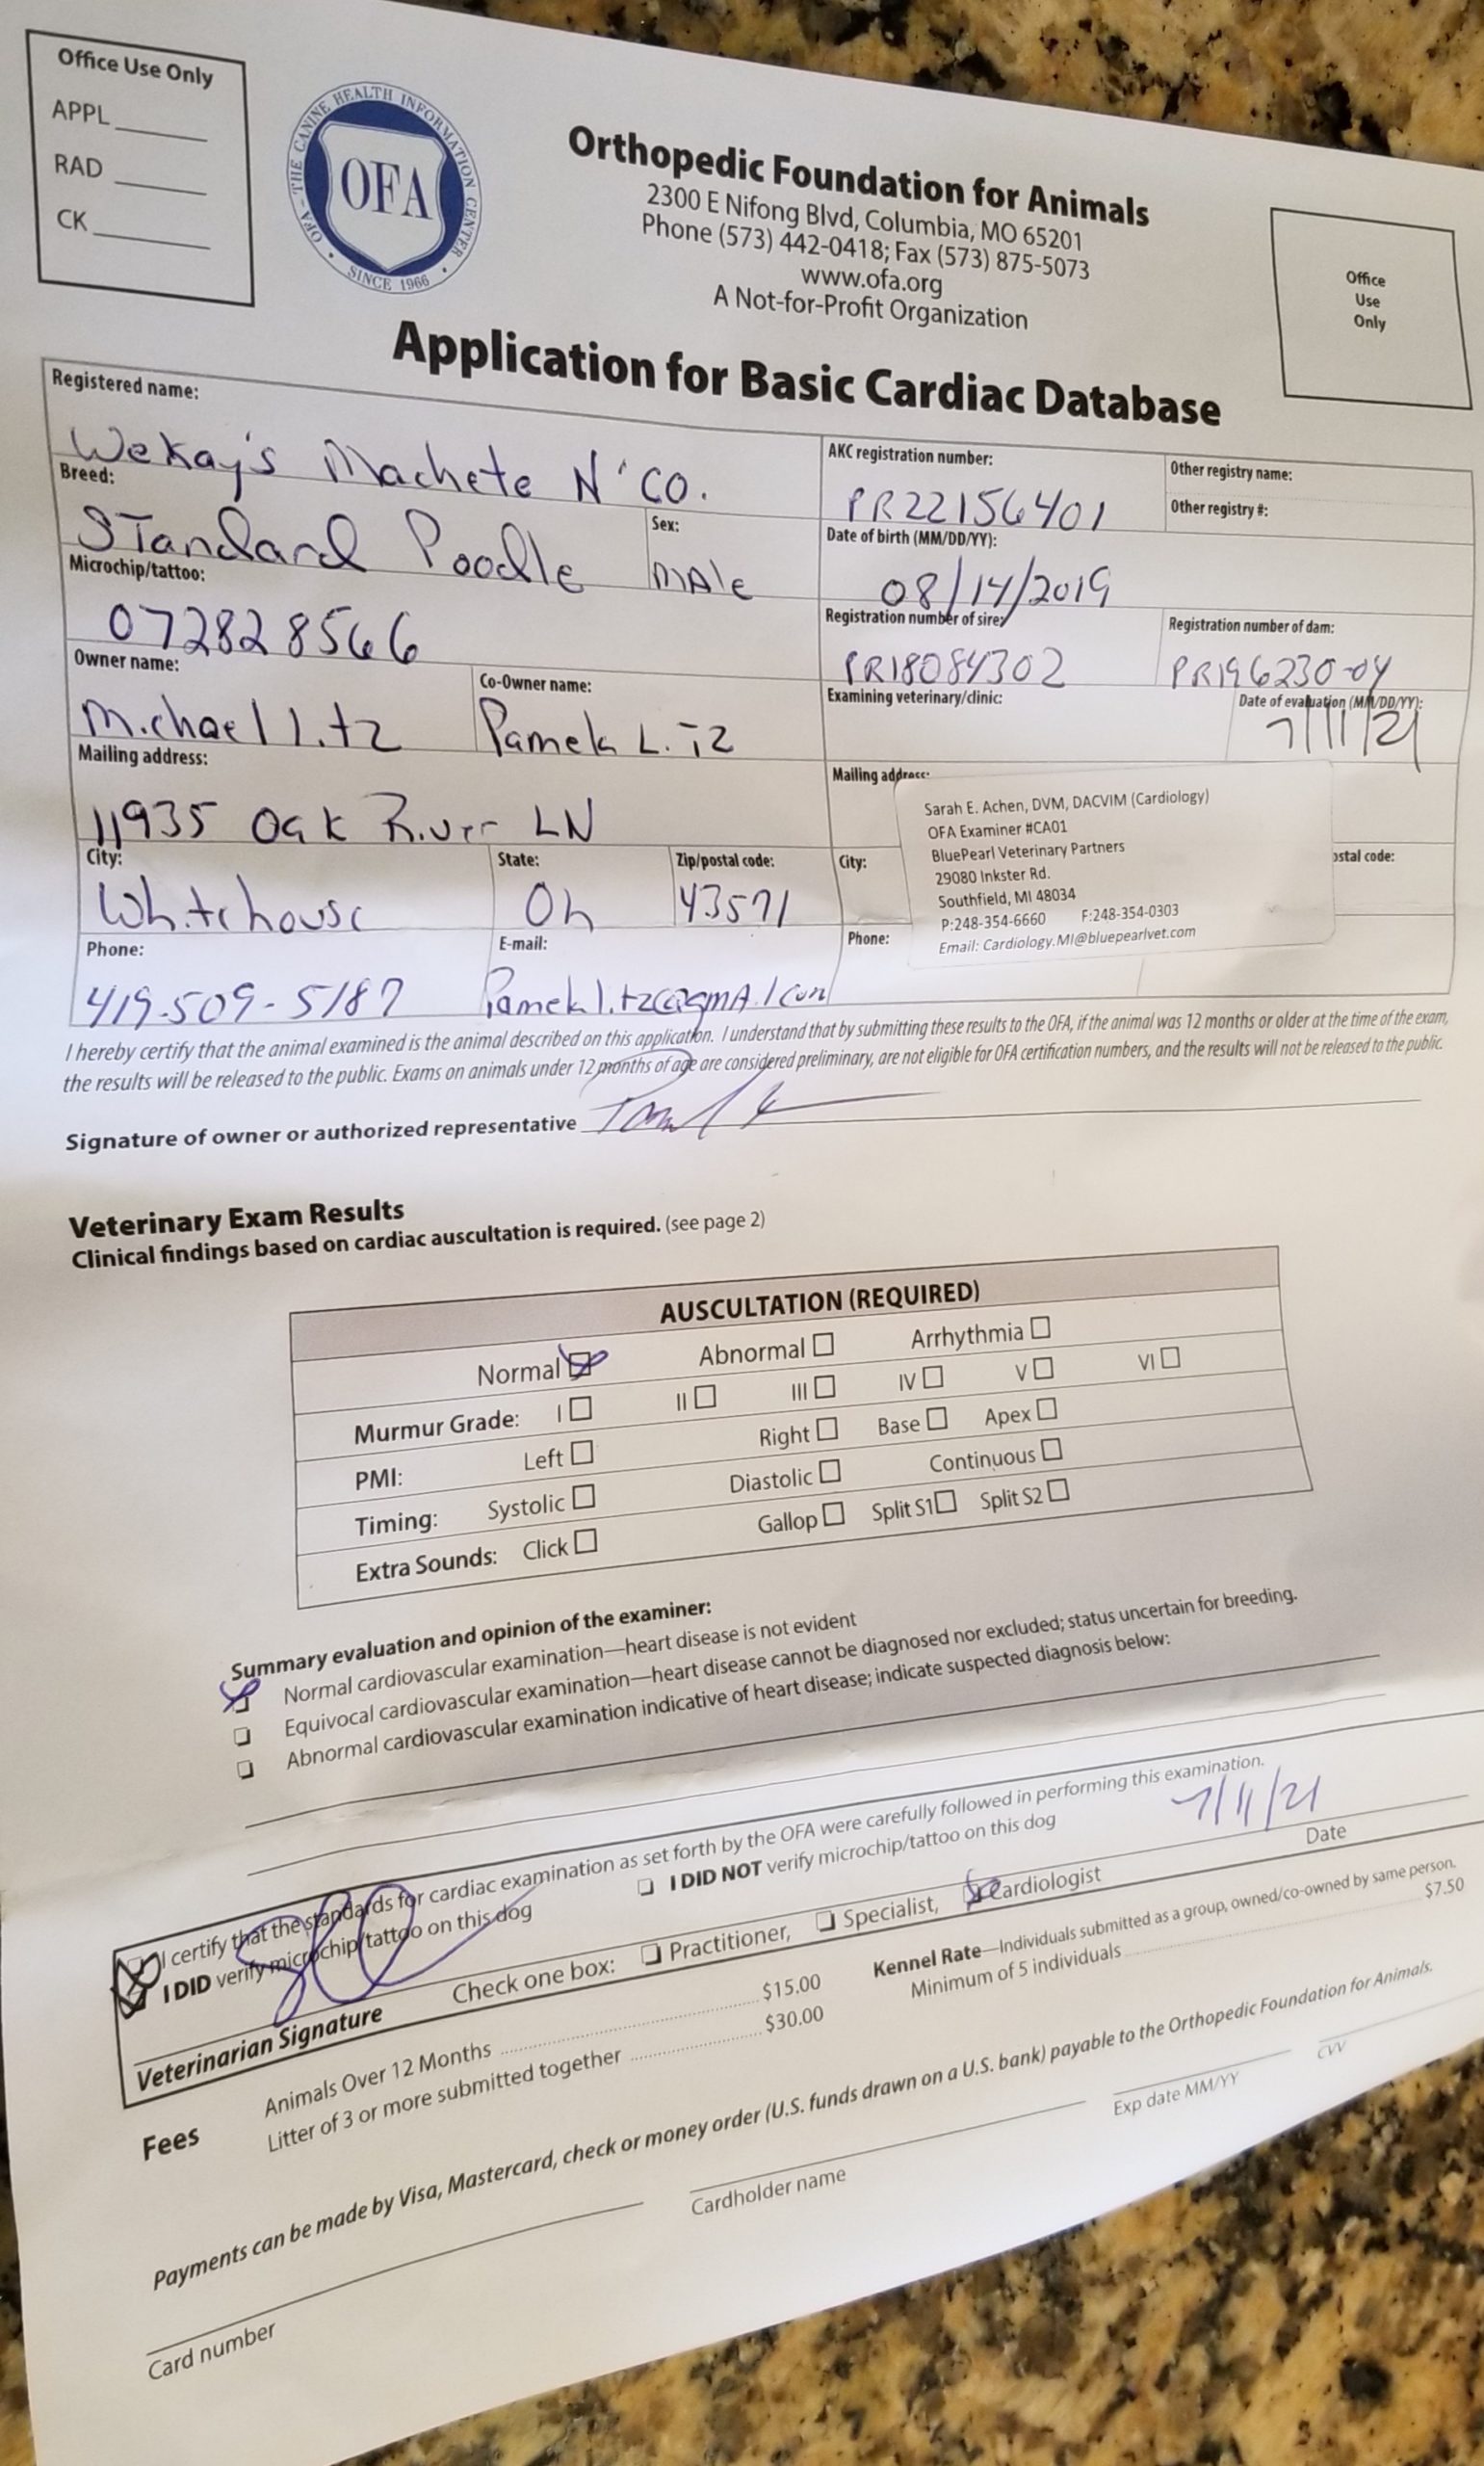 Office Use Only
APPL
RAD
CK
OFA - THE CANINE HEALTH INFORMATION CENTER
OFA
SINCE 1966
Orthopedic Foundation for Animals
2300 E Nifong Blvd, Columbia, MO 65201
Phone (573) 442-0418; Fax (573) 875-5073
www.ofa.org
A Not-for-Profit Organization
Office
Use
Only
Application for Basic Cardiac Database
Registered name:
Wekay's Machete N' CO.
AKC registration number:
PR22156401
Other registry name:
Other registry #:
Breed:
Standard Poodle
Sex:
Male
Date of birth (MM/DD/YY):
08/14/2019
Microchip/tattoo:
072828566
Registration number of sire:
PR18084302
Registration number of dam:
PR196230-04
Owner name:
Michael Litz
Co-Owner name:
Pamela Litz
Examining veterinary/clinic:
Date of evaluation (MM/DD/YY):
7/11/21
Mailing address:
11935 Oak River LN
Mailing address:
Sarah E. Achen, DVM, DACVIM (Cardiology)
OFA Examiner #CA01
BluePearl Veterinary Partners
29080 Inkster Rd.
Southfield, MI 48034
P:248-354-6660 F:248-354-0303
Email: Cardiology.MI@bluepearlvet.com
City:
Whitehouse
State:
Oh
Zip/postal code:
43571
City:
ostal code:
Phone:
419-509-5187
E-mail:
Phone:
I hereby certify that the animal examined is the animal described on this application. I understand that by submitting these results to the OFA, if the animal was 12 months or older at the time of the exam,
the results will be released to the public. Exams on animals under 12 months of age are considered preliminary, are not eligible for OFA certification numbers, and the results will not be released to the public.
Signature of owner or authorized representative
Veterinary Exam Results
Clinical findings based on cardiac auscultation is required. (see page 2)
AUSCULTATION (REQUIRED)
Normal Abnormal Arrhythmia
Murmur Grade: I II III IV V VI
PMI: Left Right Base Apex
Timing: Systolic Diastolic Continuous
Extra Sounds: Click Gallop Split S1 Split S2
Summary evaluation and opinion of the examiner:
Normal cardiovascular examination—heart disease is not evident
Equivocal cardiovascular examination—heart disease cannot be diagnosed nor excluded; status uncertain for breeding.
Abnormal cardiovascular examination indicative of heart disease; indicate suspected diagnosis below:
I certify that the standards for cardiac examination as set forth by the OFA were carefully followed in performing this examination.
I DID verify microchip/tattoo on this dog
I DID NOT verify microchip/tattoo on this dog
7/11/21
Date
Veterinarian Signature
Check one box: Practitioner, Specialist, Cardiologist
Fees
Animals Over 12 Months $15.00
Litter of 3 or more submitted together $30.00
Kennel Rate—Individuals submitted as a group, owned/co-owned by same person.
Minimum of 5 individuals $7.50
Payments can be made by Visa, Mastercard, check or money order (U.S. funds drawn on a U.S. bank) payable to the Orthopedic Foundation for Animals.
Card number
Cardholder name
Exp date MM/YY
CVV